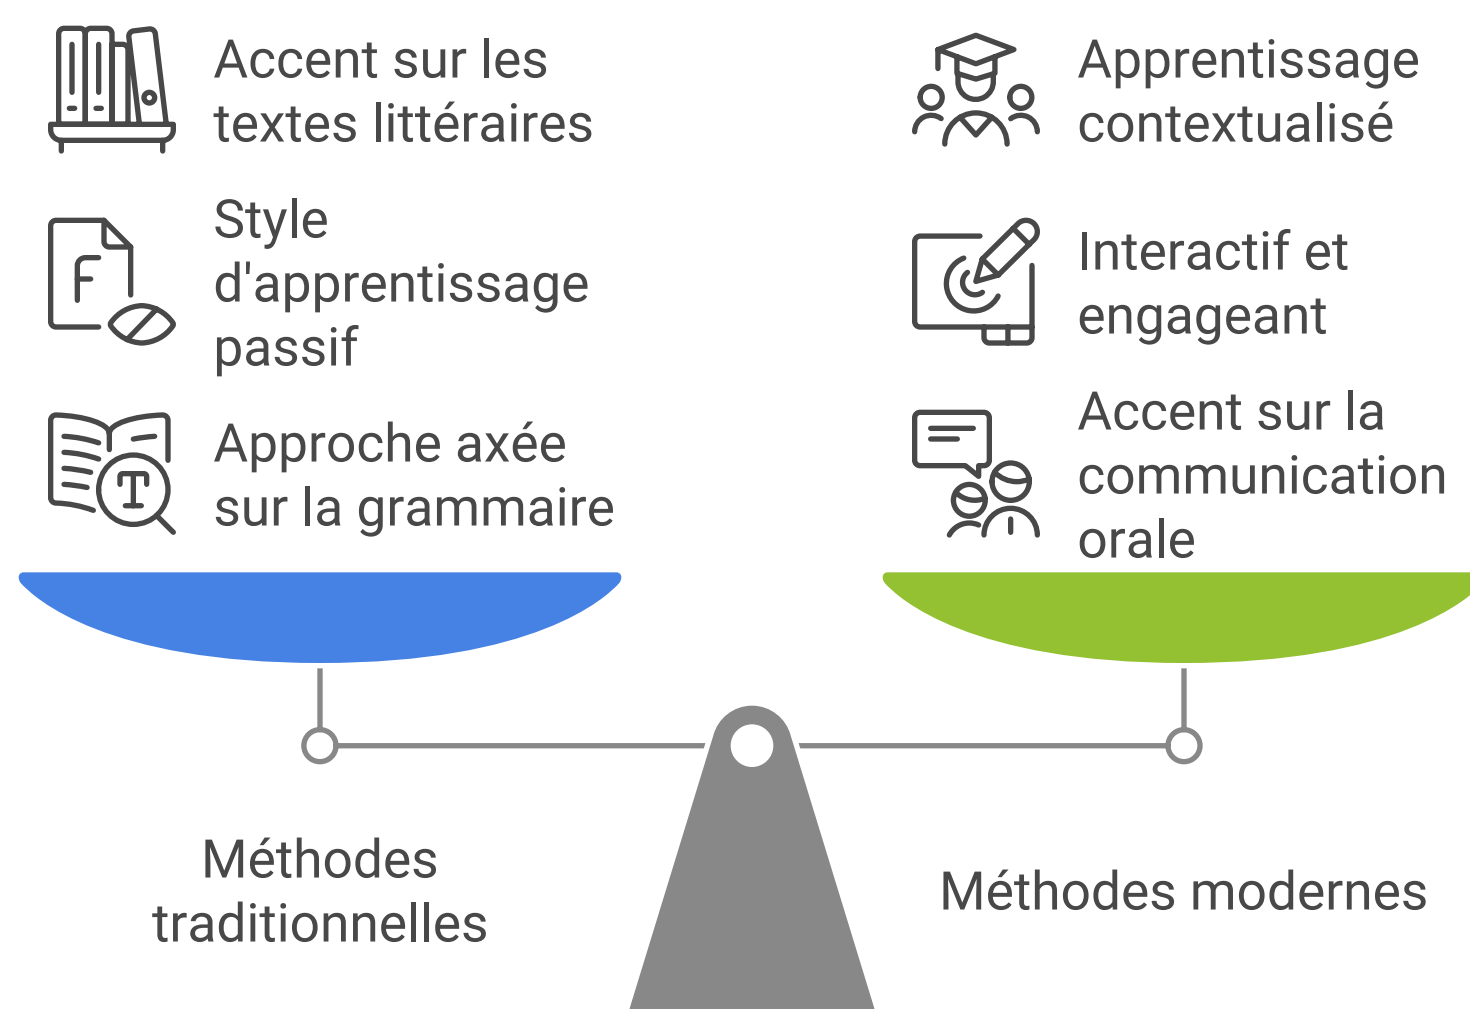 Accent sur les
textes littéraires
Style
d'apprentissage
passif
F
Approche axée
sur la grammaire
T
Apprentissage
contextualisé
Interactif et
engageant
Accent sur la
communication
orale
Méthodes
traditionnelles
Méthodes modernes